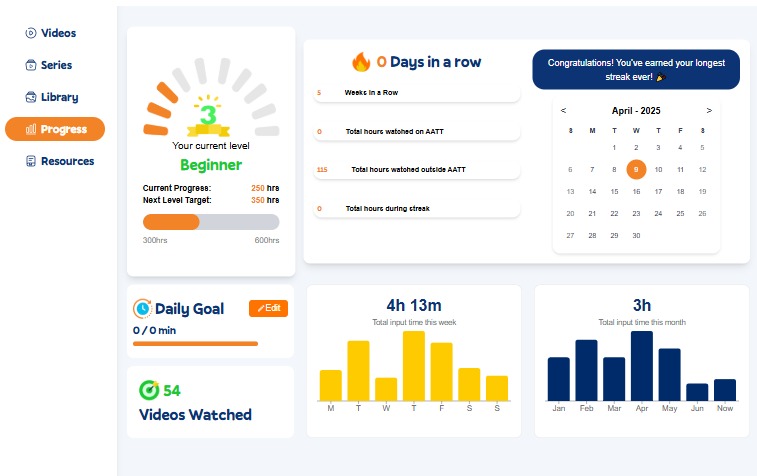 Videos
Series
Library
Progress
Resources
3
Your current level
Beginner
Current Progress: 250 hrs
Next Level Target: 350 hrs
300hrs 600hrs
0 Days in a row
5 Weeks in a Row
0 Total hours watched on AATT
115 Total hours watched outside AATT
0 Total hours during streak
Congratulations! You've earned your longest
streak ever!
< April - 2025 >
S M T W T F S
1 2 3 4 5
6 7 8 9 10 11 12
13 14 15 16 17 18 19
20 21 22 23 24 25 26
27 28 29 30
Daily Goal
Edit
0 / 0 min
54
Videos Watched
4h 13m
Total input time this week
M T W T F S S
3h
Total input time this month
Jan Feb Mar Apr May Jun Now